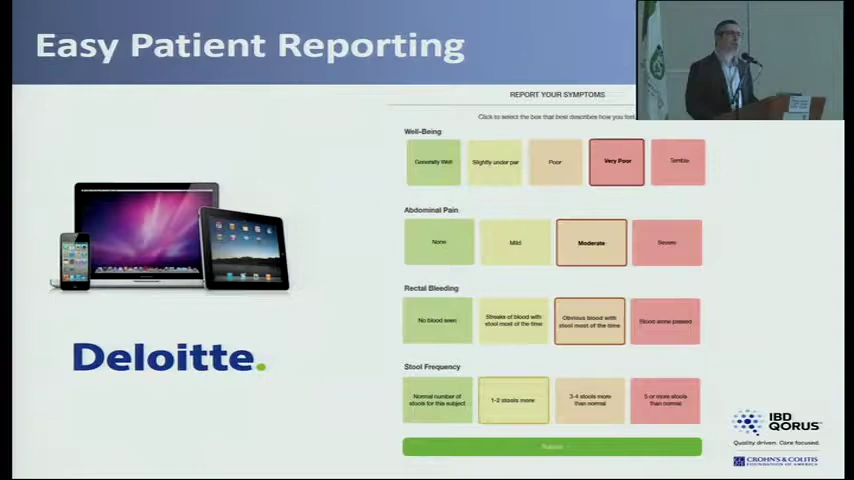 Easy Patient Reporting
REPORT YOUR SYMPTOMS
Click to select the box that best describes how you feel
Well-Being
Generally Well
Slightly under par
Poor
Very Poor
Terrible
Abdominal Pain
None
Mild
Moderate
Severe
Rectal Bleeding
No blood seen
Streaks of blood with
stool most of the time
Obvious blood with
stool most of the time
Blood alone passed
Stool Frequency
Normal number of
stools for this subject
1-2 stools more
3-4 stools more
than normal
5 or more stools
than normal
Submit
Deloitte.
IBD
QORUS
Quality driven. Care focused.
CROHN'S & COLITIS
FOUNDATION OF AMERICA